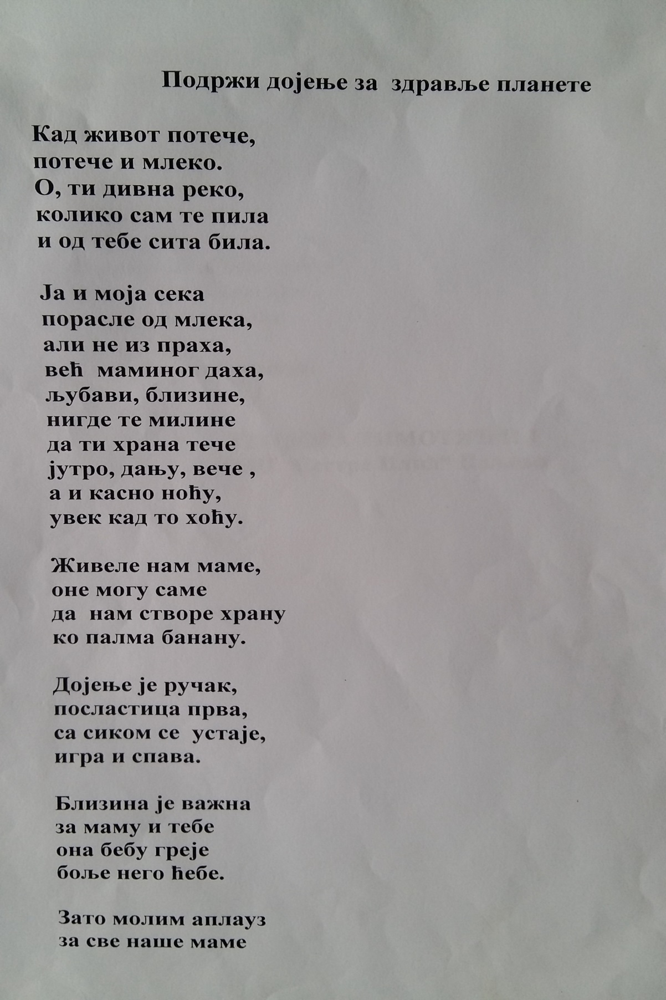 Подржи дојење за здравље планете
Кад живот потече,
потече и млеко.
О, ти дивна реко,
колико сам те пила
и од тебе сита била.
Ја и моја сека
порасле од млека,
али не из праха,
већ маминог даха,
љубави, близине,
нигде те милине
да ти храна тече
јутро, дању, вече ,
а и касно ноћу,
увек кад то хоћу.
Живеле нам маме,
оне могу саме
да нам створе храну
ко палма банану.
Дојење је ручак,
посластица прва,
са сиком се устаје,
игра и спава.
Близина је важна
за маму и тебе
она бебу греје
боље него ћебе.
Зато молим аплауз
за све наше маме